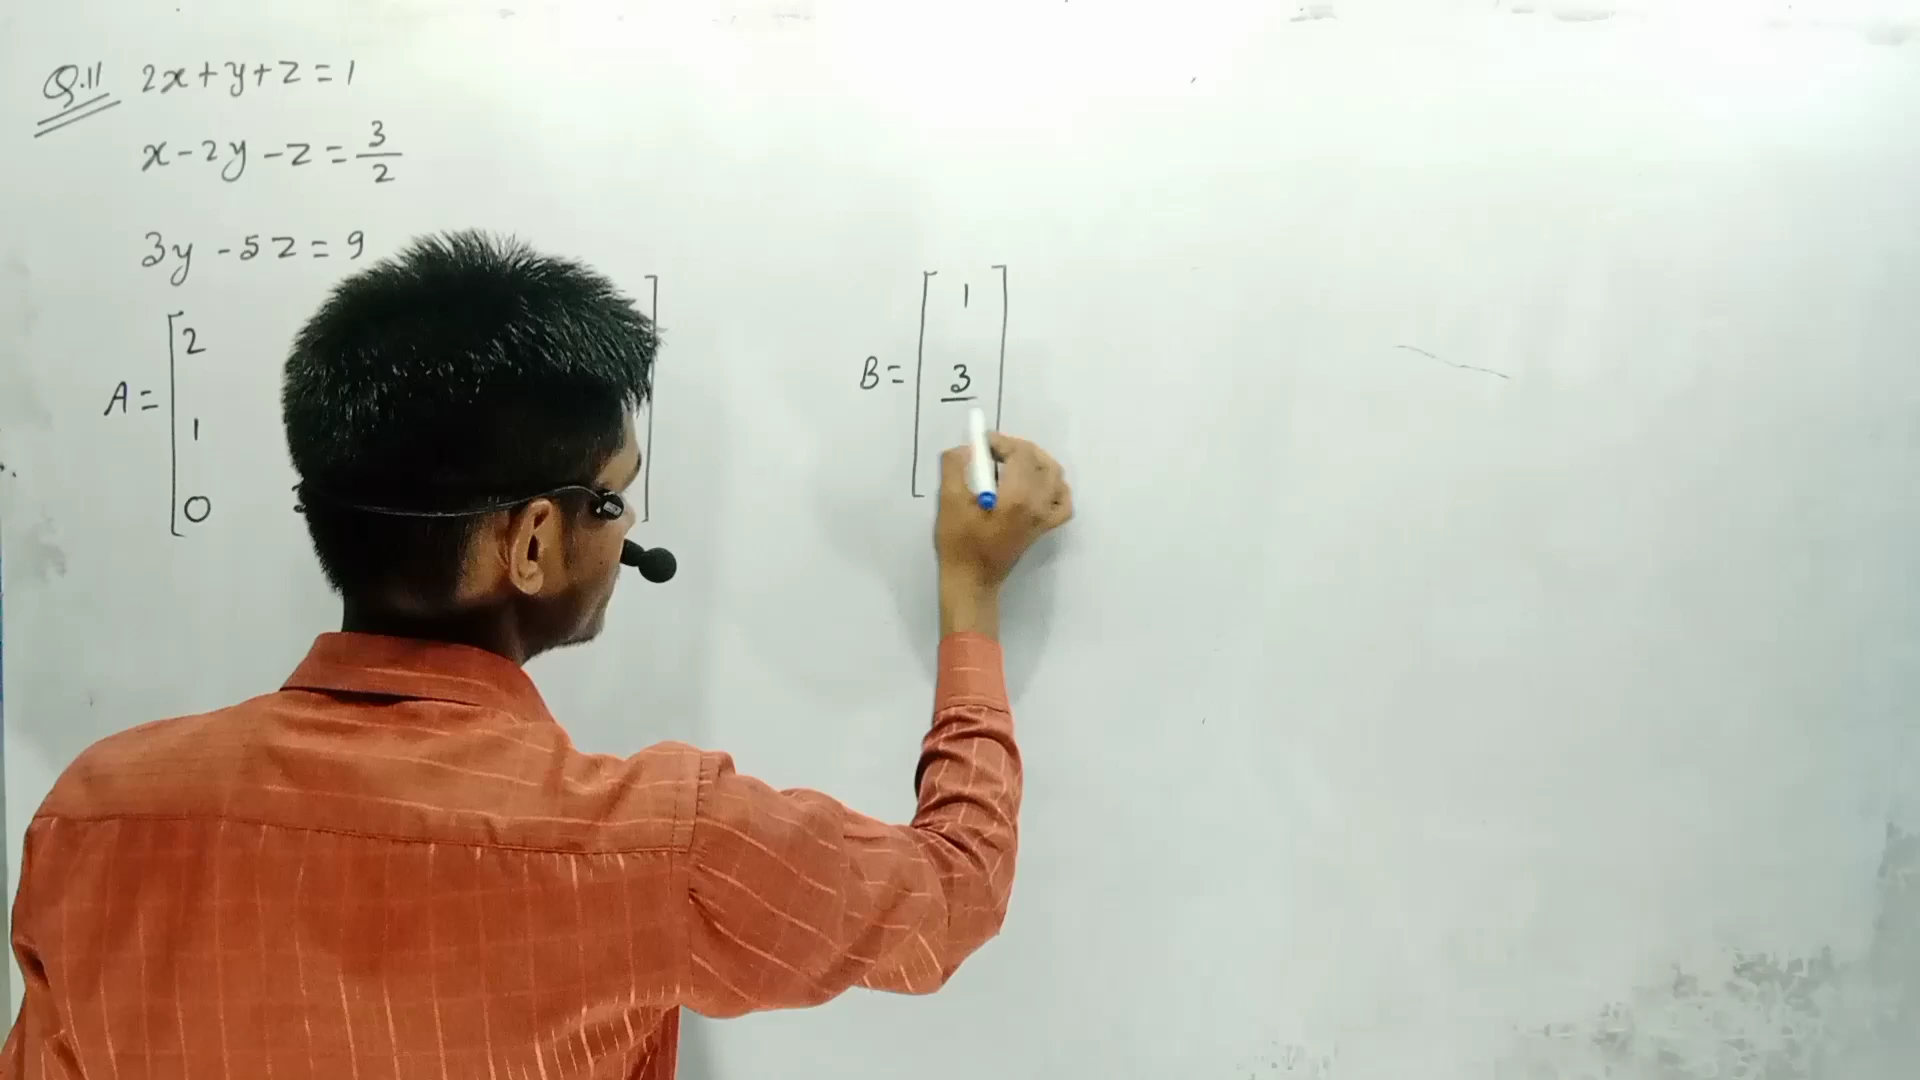 Q.11 2x+y+z=1
x-2y-z=3/2
3y-5z=9
A= [2
1
0]
B= [1
3]